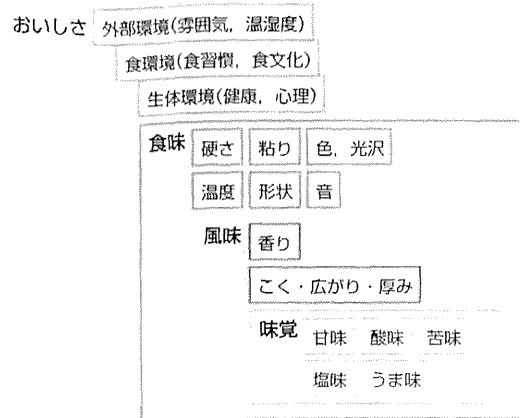 おいしさ 外部環境(雰囲気，温湿度)
食環境(食習慣，食文化)
生体環境(健康，心理)
食味 硬さ 粘り 色，光沢
温度 形状 音
風味 香り
こく・広がり・厚み
味覚 甘味 酸味 苦味
塩味 うま味